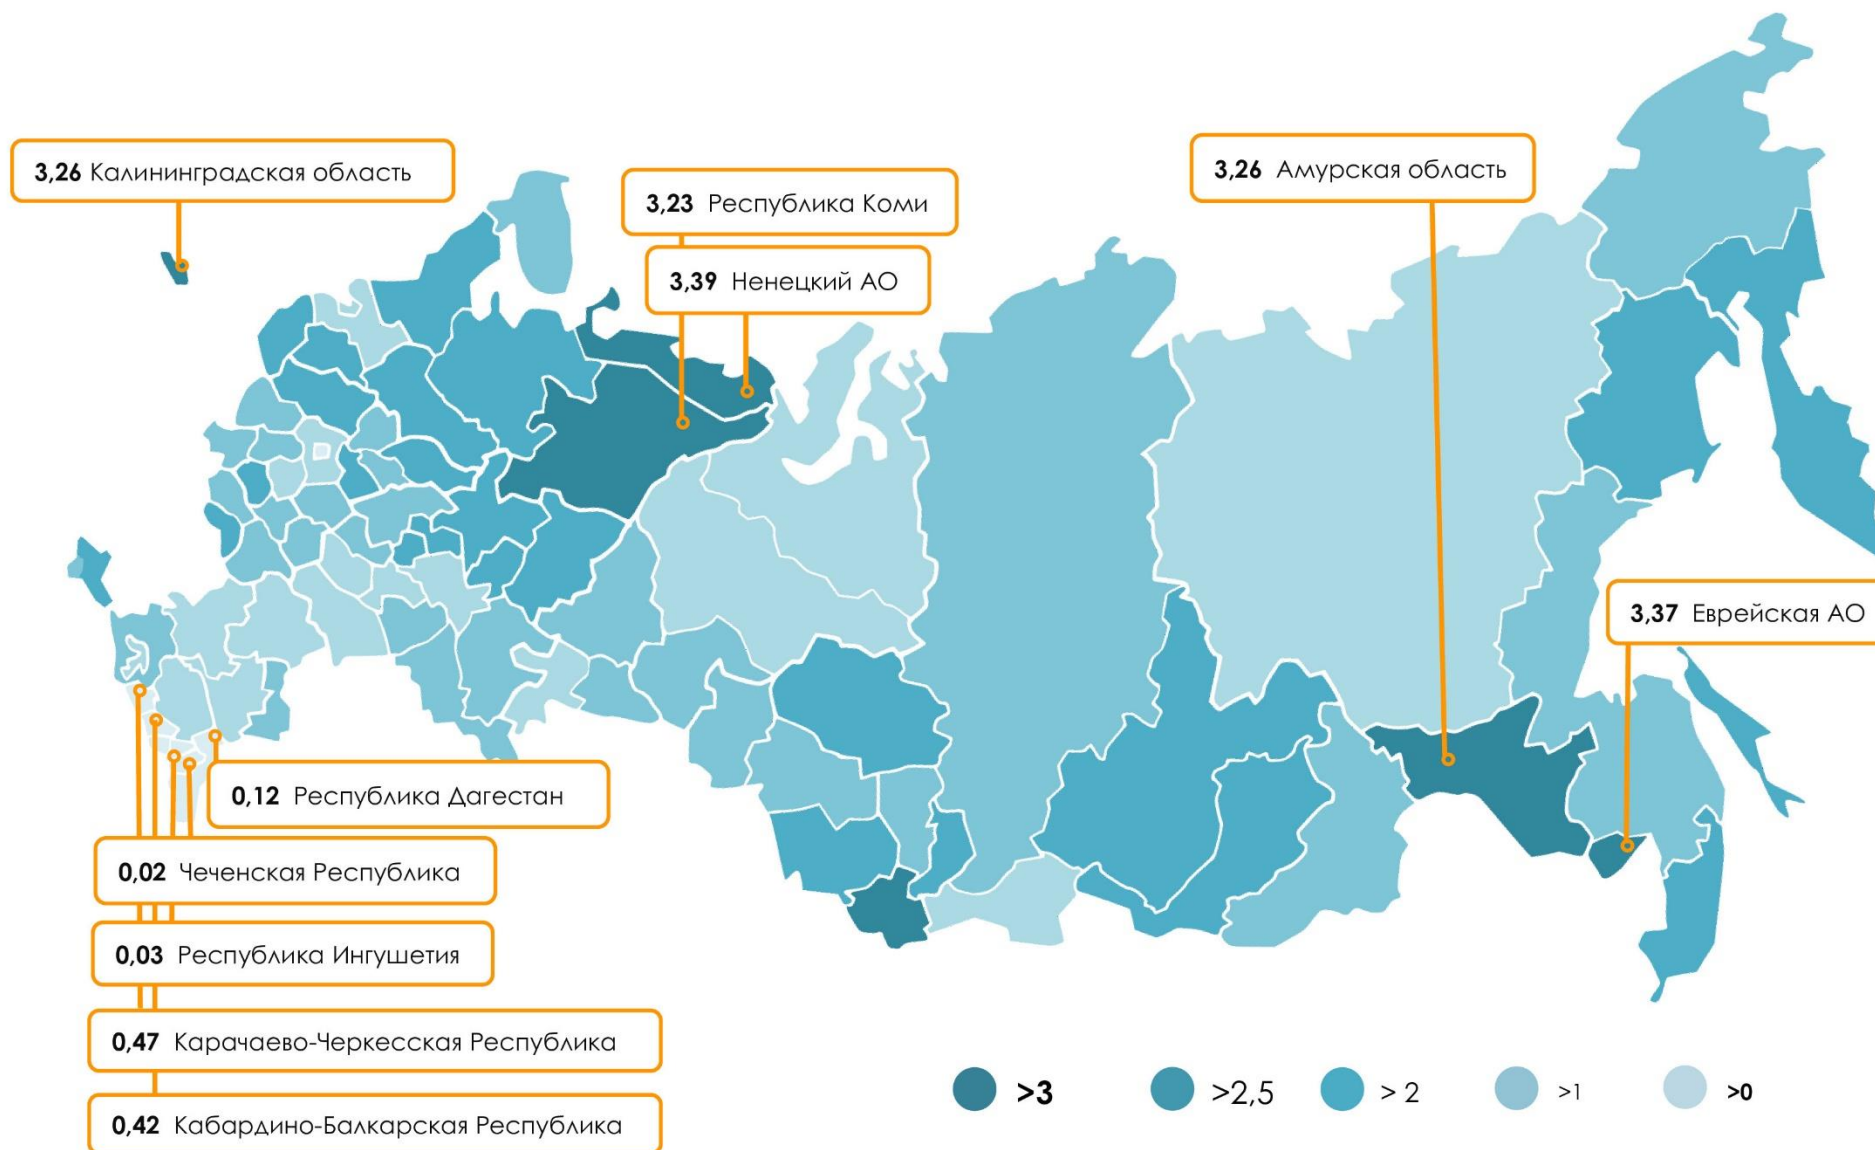 3,26 Калининградская область
3,23 Республика Коми
3,39 Ненецкий АО
3,26 Амурская область
3,37 Еврейская АО
0,12 Республика Дагестан
0,02 Чеченская Республика
0,03 Республика Ингушетия
0,47 Карачаево-Черкесская Республика
0,42 Кабардино-Балкарская Республика
>3
>2,5
> 2
>1
>0